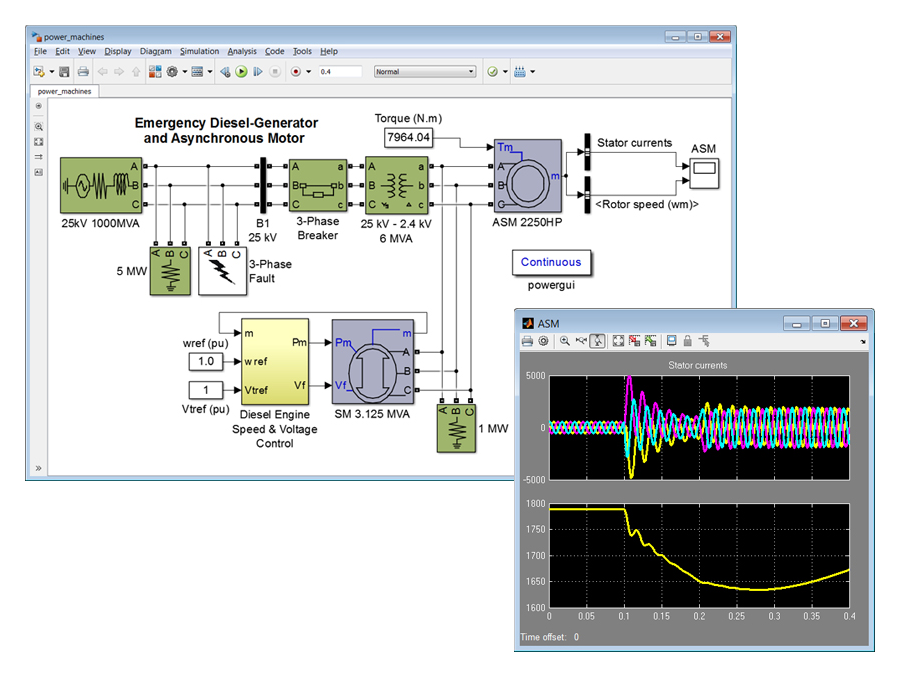 power_machines
File Edit View Display Diagram Simulation Analysis Code Tools Help
0.4
Normal
power_machines
Emergency Diesel-Generator
and Asynchronous Motor
Torque (N.m)
7964.04
Tm
A
B
C
m
ASM 2250HP
Stator currents
<Rotor speed (wm)>
ASM
A
B
C
25kV 1000MVA
B1
25 kV
A a
B b
C c
3-Phase
Breaker
A a
B b
C c
25 kV - 2.4 kV
6 MVA
A B C
5 MW
A B C
3-Phase
Fault
Continuous
powergui
wref (pu)
1.0
1
Vtref (pu)
m
w ref
Vtref
Pm
Vf
Diesel Engine
Speed & Voltage
Control
Pm
Vf
m
A
B
C
SM 3.125 MVA
A B C
1 MW
»
ASM
Stator currents
5000
0
-5000
1800
1750
1700
1650
1600
0 0.05 0.1 0.15 0.2 0.25 0.3 0.35 0.4
Time offset: 0